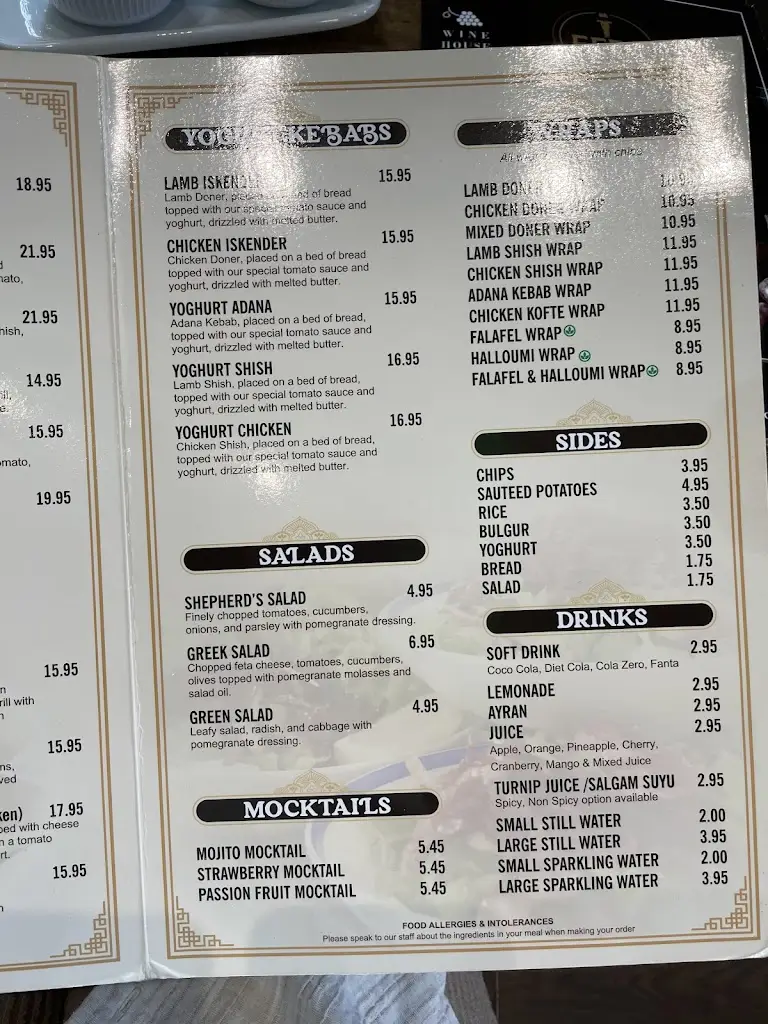 WINE
HOUSE
18.95
21.95
21.95
14.95
15.95
19.95
15.95
15.95
17.95
15.95
KEBABS
LAMB 15.95
Lamb Doner, of bread
topped with our sauce and
yoghurt, drizzled with melted butter.
CHICKEN ISKENDER 15.95
Chicken Doner, placed on a bed of bread
topped with our special tomato sauce and
yoghurt, drizzled with melted butter.
YOGHURT ADANA 15.95
Adana Kebab, placed on a bed of bread,
topped with our special tomato sauce and
yoghurt, drizzled with melted butter.
YOGHURT SHISH 16.95
Lamb Shish, placed on a bed of bread,
topped with our special tomato sauce and
yoghurt, drizzled with melted butter.
YOGHURT CHICKEN 16.95
Chicken Shish, placed on a bed of bread,
topped with our special tomato sauce and
yoghurt, drizzled with melted butter.
SALADS
SHEPHERD'S SALAD 4.95
Finely chopped tomatoes, cucumbers,
onions, and parsley with pomegranate dressing.
GREEK SALAD 6.95
Chopped feta cheese, tomatoes, cucumbers,
olives topped with pomegranate molasses and
salad oil.
GREEN SALAD 4.95
Leafy salad, radish, and cabbage with
pomegranate dressing.
MOCKTAILS
MOJITO MOCKTAIL 5.45
STRAWBERRY MOCKTAIL 5.45
PASSION FRUIT MOCKTAIL 5.45
WRAPS
chips
LAMB DONER
CHICKEN DONER WRAP 10.95
MIXED DONER WRAP 10.95
LAMB SHISH WRAP 11.95
CHICKEN SHISH WRAP 11.95
ADANA KEBAB WRAP 11.95
CHICKEN KOFTE WRAP 11.95
FALAFEL WRAP 8.95
HALLOUMI WRAP 8.95
FALAFEL & HALLOUMI WRAP 8.95
SIDES
CHIPS 3.95
SAUTEED POTATOES 4.95
RICE 3.50
BULGUR 3.50
YOGHURT 3.50
BREAD 1.75
SALAD 1.75
DRINKS
SOFT DRINK 2.95
Coco Cola, Diet Cola, Cola Zero, Fanta
LEMONADE 2.95
AYRAN 2.95
JUICE 2.95
Apple, Orange, Pineapple, Cherry,
Cranberry, Mango & Mixed Juice
TURNIP JUICE /SALGAM SUYU 2.95
Spicy, Non Spicy option available
SMALL STILL WATER 2.00
LARGE STILL WATER 3.95
SMALL SPARKLING WATER 2.00
LARGE SPARKLING WATER 3.95
FOOD ALLERGIES & INTOLERANCES
Please speak to our staff about the ingredients in your meal when making your order